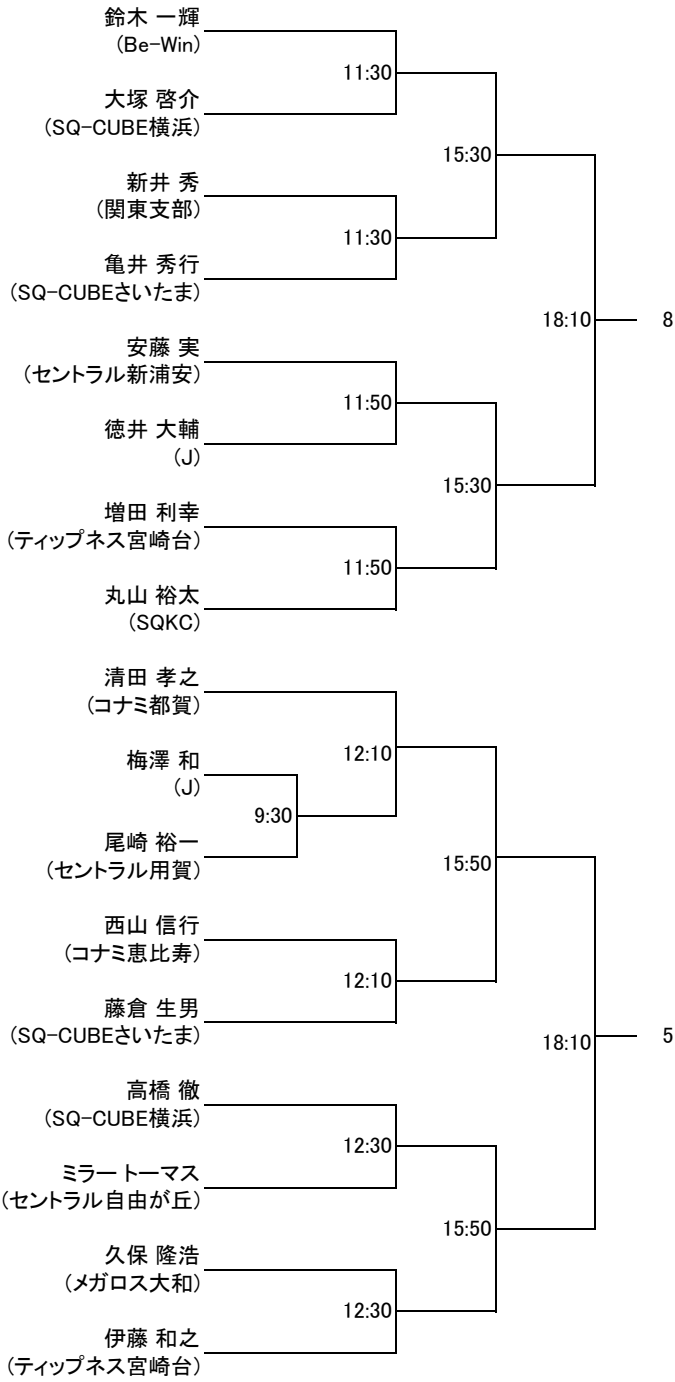 鈴木 一輝
(Be-Win)
11:30
大塚 啓介
(SQ-CUBE横浜)
15:30
新井 秀
(関東支部)
11:30
亀井 秀行
(SQ-CUBEさいたま)
18:10
8
安藤 実
(セントラル新浦安)
11:50
徳井 大輔
(J)
15:30
増田 利幸
(ティップネス宮崎台)
11:50
丸山 裕太
(SQKC)
清田 孝之
(コナミ都賀)
12:10
梅澤 和
(J)
9:30
尾崎 裕一
(セントラル用賀)
15:50
西山 信行
(コナミ恵比寿)
12:10
藤倉 生男
(SQ-CUBEさいたま)
18:10
5
高橋 徹
(SQ-CUBE横浜)
12:30
ミラー トーマス
(セントラル自由が丘)
15:50
久保 隆浩
(メガロス大和)
12:30
伊藤 和之
(ティップネス宮崎台)